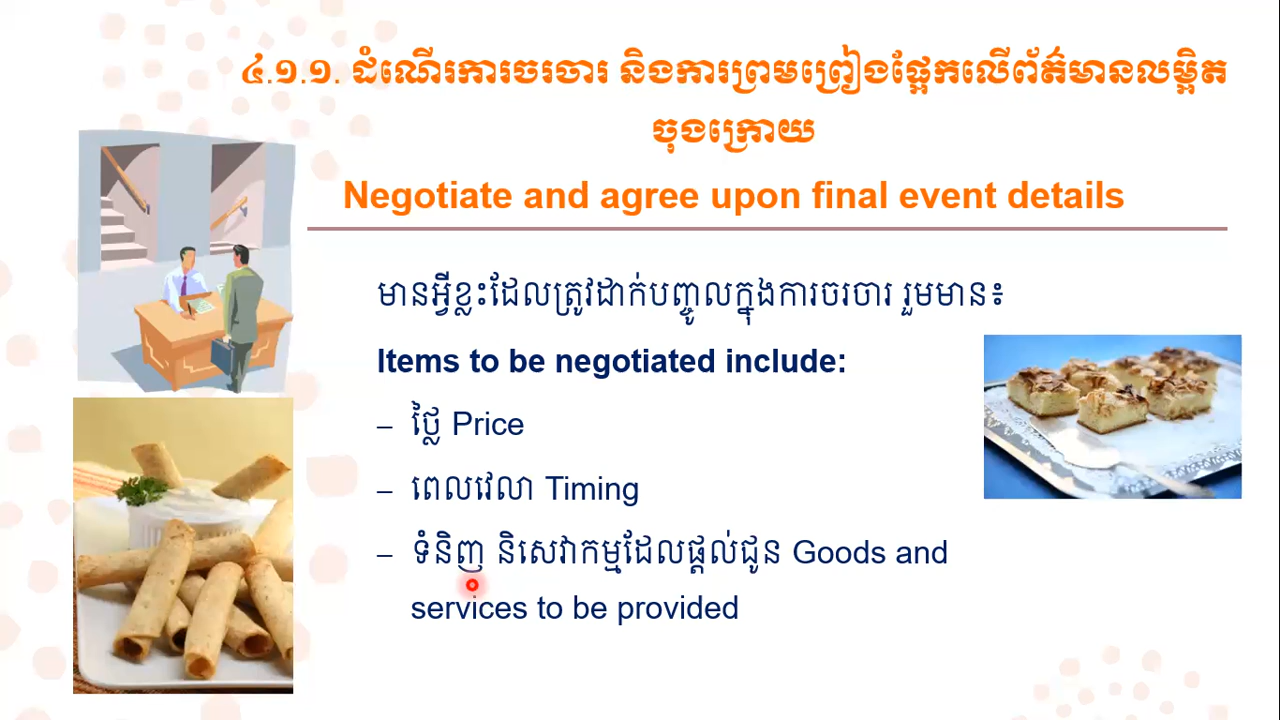 ៤.១.១. ដំណើរការចរចារ និងការព្រមព្រៀងផ្អែកលើព័ត៌មានលម្អិត
ចុងក្រោយ
Negotiate and agree upon final event details
មានអ្វីខ្លះដែលត្រូវដាក់បញ្ចូលក្នុងការចរចារ រួមមាន៖
Items to be negotiated include:
– ថ្លៃ Price
– ពេលវេលា Timing
– ទំនិញ និសេវាកម្មដែលផ្តល់ជូន Goods and
services to be provided